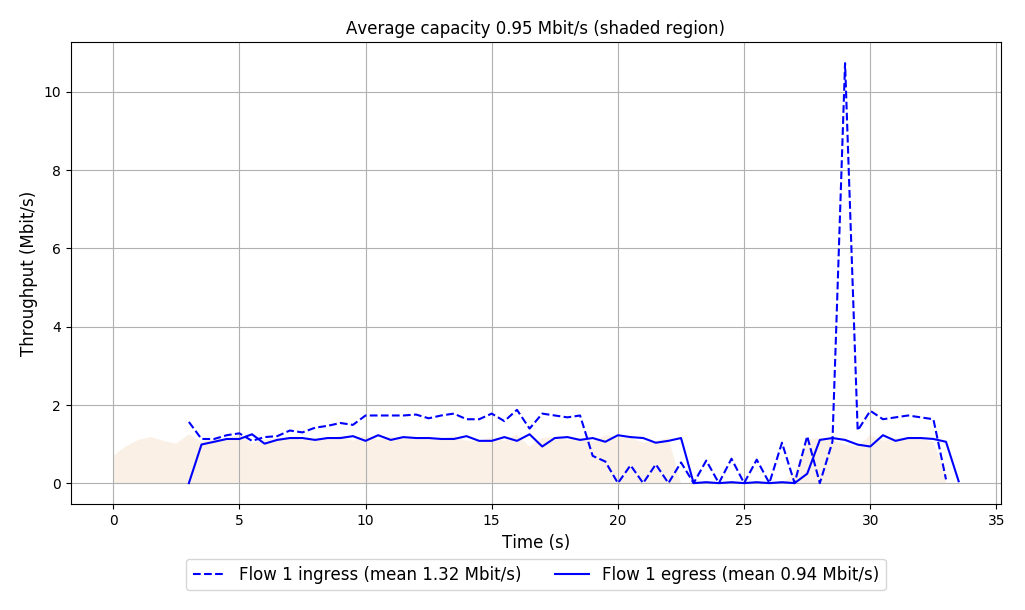 Average capacity 0.95 Mbit/s (shaded region)
Throughput (Mbit/s)
10
8
6
4
2
0
0 5 10 15 20 25 30 35
Time (s)
Flow 1 ingress (mean 1.32 Mbit/s) Flow 1 egress (mean 0.94 Mbit/s)